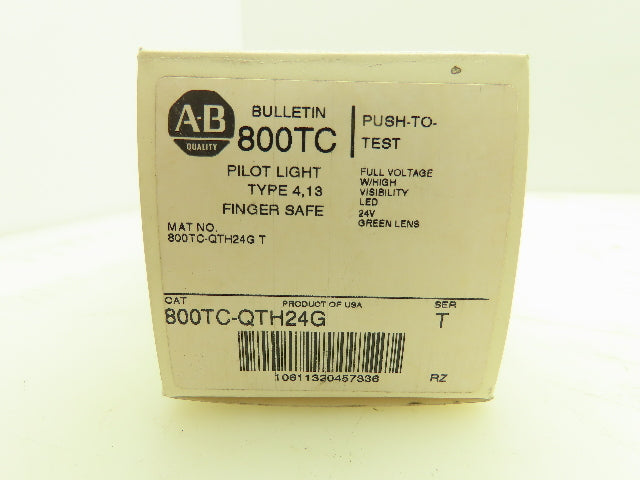 A-B
QUALITY
BULLETIN
800TC
PILOT LIGHT
TYPE 4,13
FINGER SAFE
PUSH-TO-
TEST
FULL VOLTAGE
W/HIGH
VISIBILITY
LED
24V
GREEN LENS
MAT NO.
800TC-QTH24G T
CAT
PRODUCT OF USA
SER
800TC-QTH24G
T
10611320457336
RZ